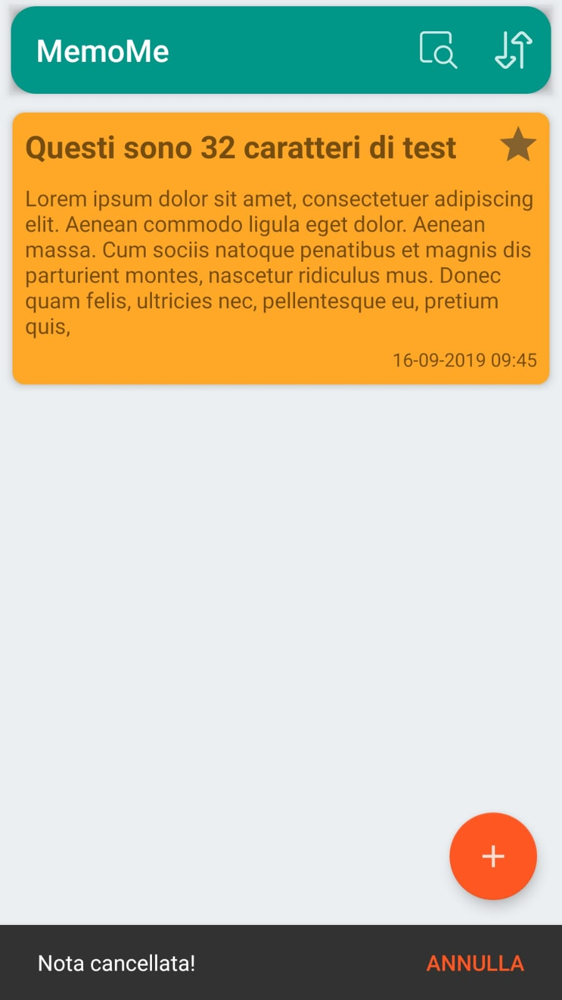 MemoMe
Questi sono 32 caratteri di test
Lorem ipsum dolor sit amet, consectetuer adipiscing
elit. Aenean commodo ligula eget dolor. Aenean
massa. Cum sociis natoque penatibus et magnis dis
parturient montes, nascetur ridiculus mus. Donec
quam felis, ultricies nec, pellentesque eu, pretium
quis,
16-09-2019 09:45
Nota cancellata! ANNULLA